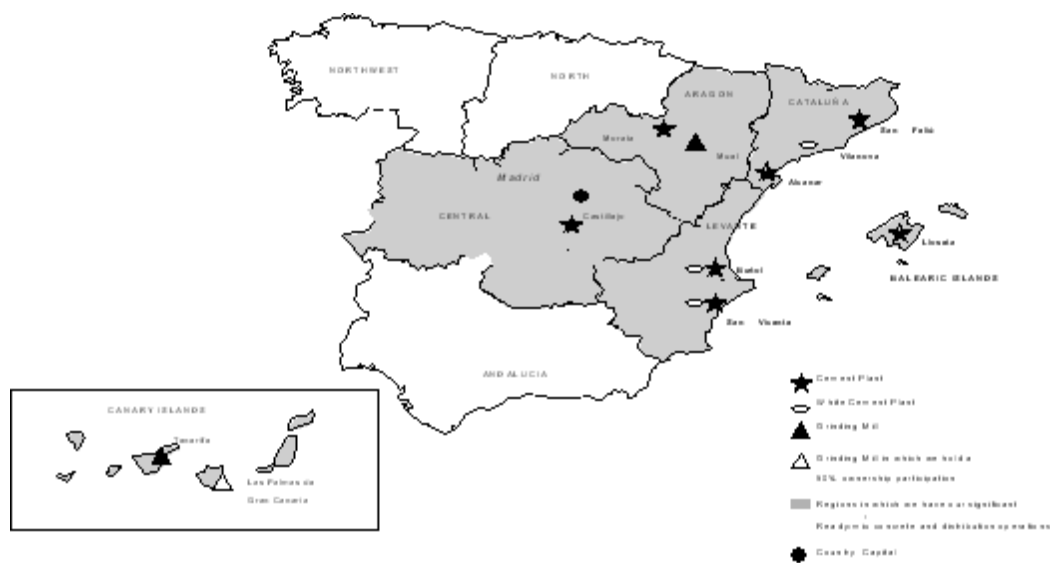 NORTHWEST
NORTH
ARAGON
CATALUÑA
San Feliú
Morata
Muel
Vilanova
Alcanar
Madrid
CENTRAL
Castillejo
LEVANTE
Lloseta
Buñol
BALEARIC ISLANDS
San Vicente
ANDALUCIA
Cement Plant
White Cement Plant
Grinding Mill
Grinding Mill in which we hold a
50% ownership participation
Regions in which we have our significant
Readymix concrete and distribution operations
Country Capital
CANARY ISLANDS
Tenerife
Las Palmas de
Gran Canaria